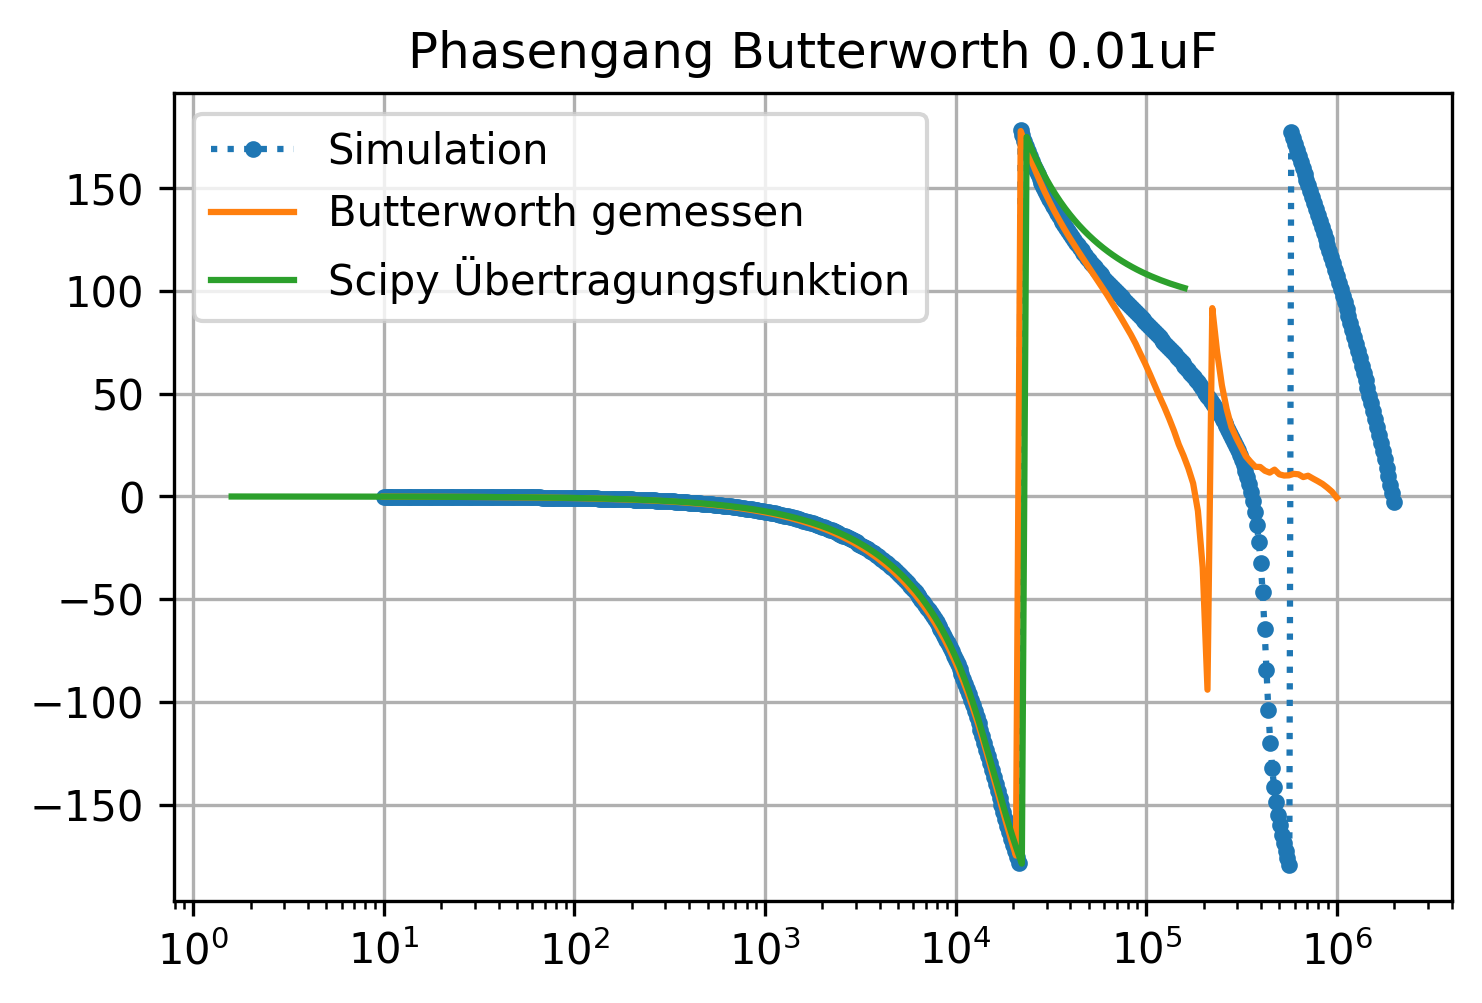 Phasengang Butterworth 0.01uF
Simulation
Butterworth gemessen
Scipy Übertragungsfunktion
150
100
50
0
−50
−100
−150
10⁰ 10¹ 10² 10³ 10⁴ 10⁵ 10⁶